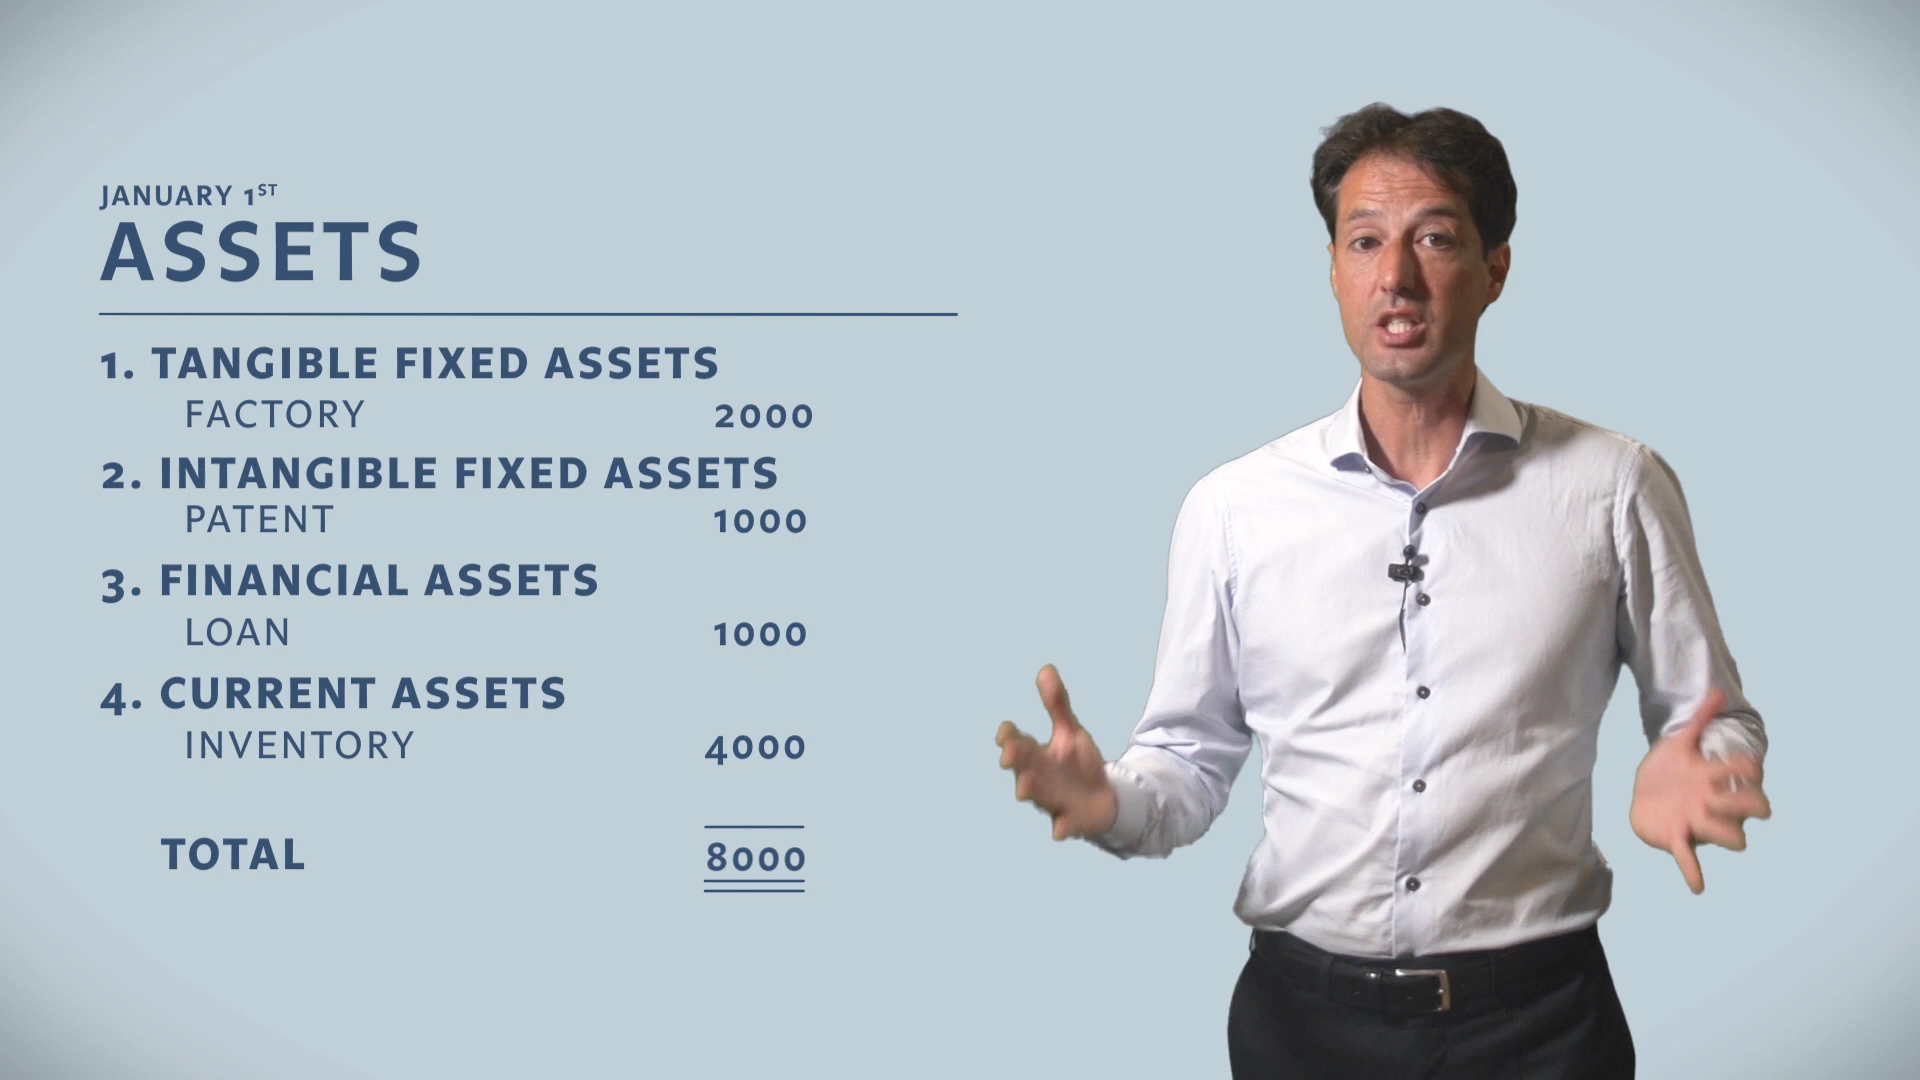 JANUARY 1ST
ASSETS
1. TANGIBLE FIXED ASSETS
FACTORY 2000
2. INTANGIBLE FIXED ASSETS
PATENT 1000
3. FINANCIAL ASSETS
LOAN 1000
4. CURRENT ASSETS
INVENTORY 4000
TOTAL 8000